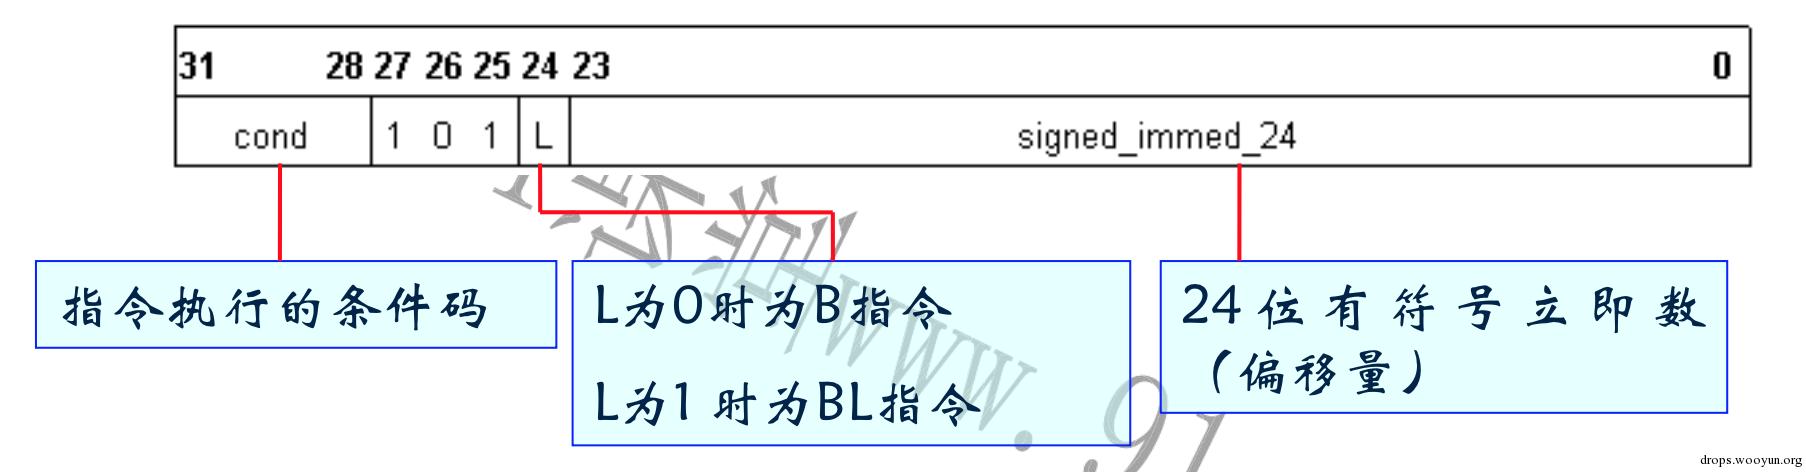 31 28 27 26 25 24 23 0
cond 1 0 1 L signed_immed_24
指令执行的条件码
L为0时为B指令
L为1时为BL指令
24位有符号立即数
（偏移量）
www.91
drops.wooyun.org